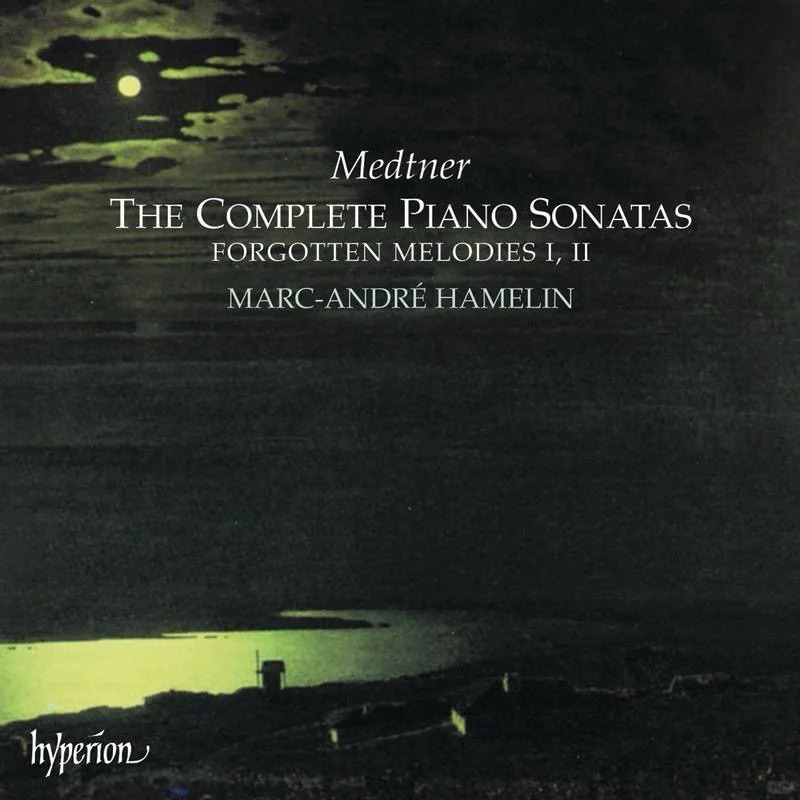 Medtner
THE COMPLETE PIANO SONATAS
FORGOTTEN MELODIES I, II
MARC-ANDRÉ HAMELIN
hyperion